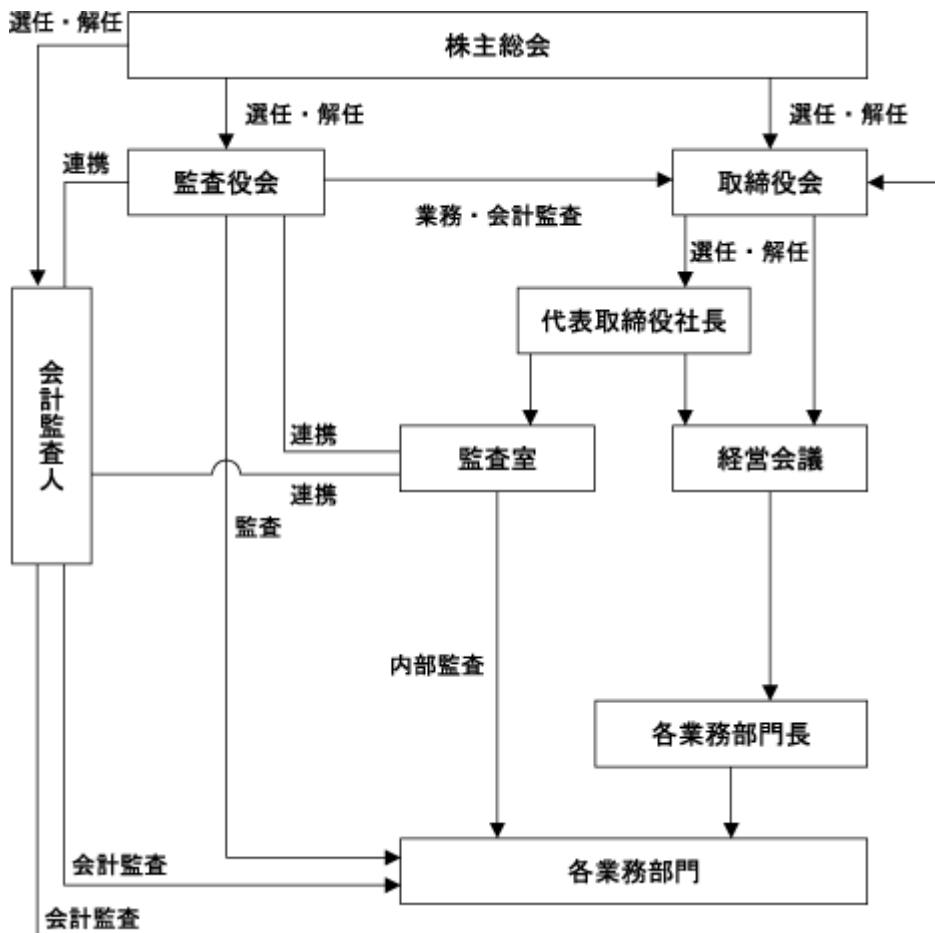 選任・解任
株主総会
選任・解任
選任・解任
連携
監査役会
取締役会
業務・会計監査
選任・解任
代表取締役社長
会計監査人
連携
監査室
経営会議
連携
監査
内部監査
各業務部門長
会計監査
各業務部門
会計監査